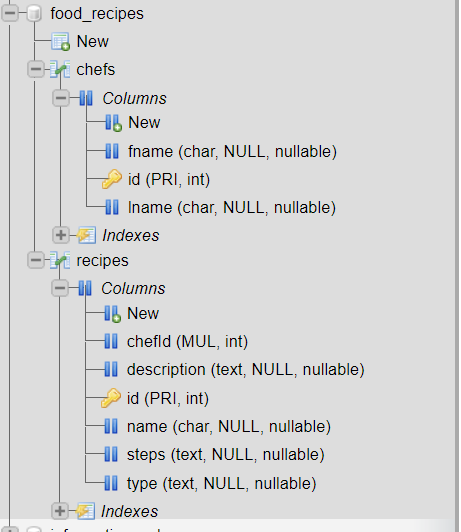 food_recipes
New
chefs
Columns
New
fname (char, NULL, nullable)
id (PRI, int)
lname (char, NULL, nullable)
Indexes
recipes
Columns
New
chefId (MUL, int)
description (text, NULL, nullable)
id (PRI, int)
name (char, NULL, nullable)
steps (text, NULL, nullable)
type (text, NULL, nullable)
Indexes